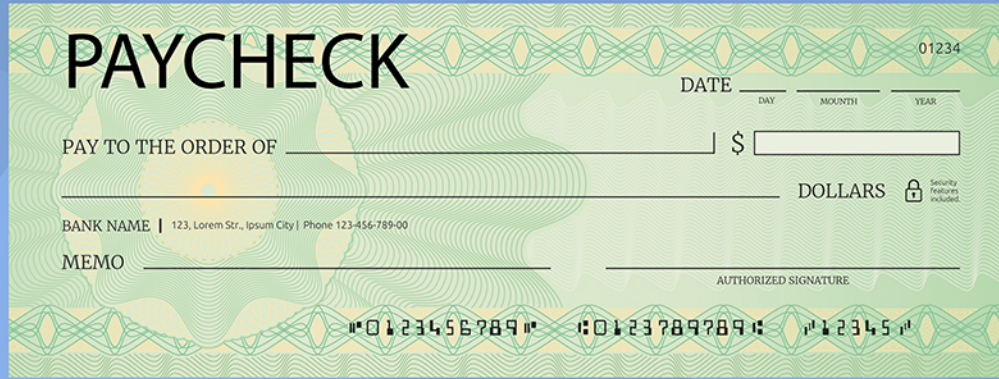 PAYCHECK
01234
DATE
DAY MOUNTH YEAR
PAY TO THE ORDER OF $
DOLLARS
Security
features
included.
BANK NAME | 123, Lorem Str., Ipsum City | Phone 123-456-789-00
MEMO
AUTHORIZED SIGNATURE
⑈0123456789⑈ ⑆0123789789⑆ ⑇12345⑇